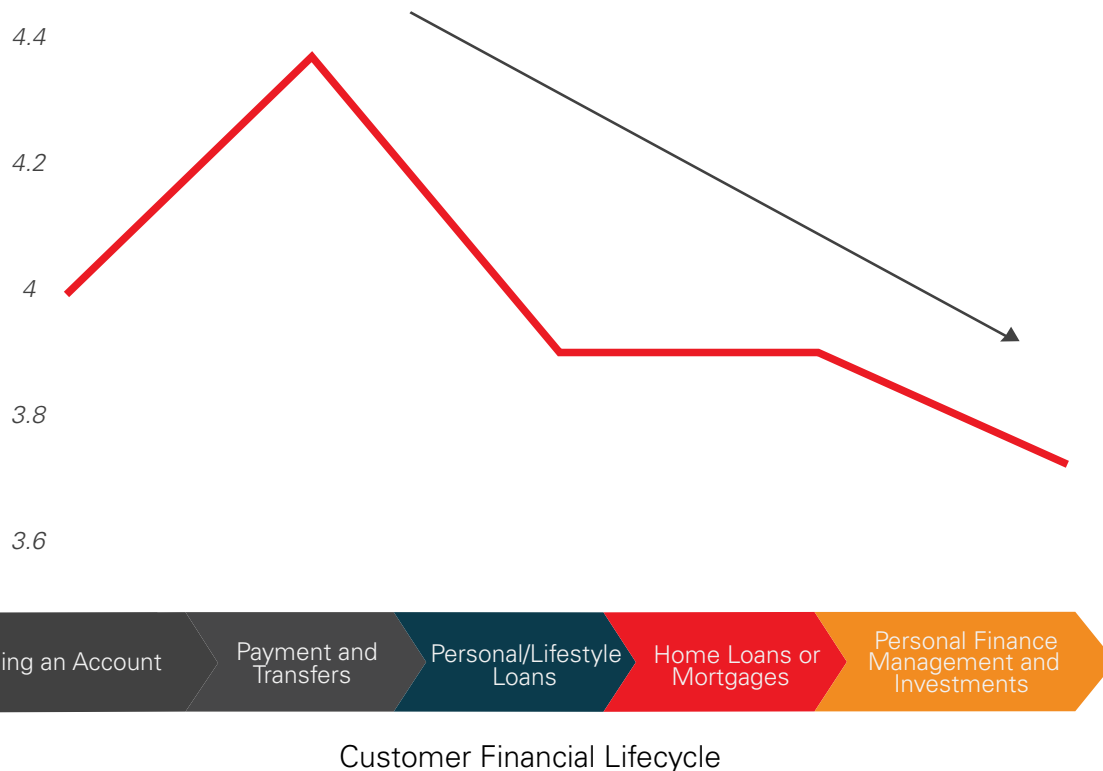 4.4
4.2
4
3.8
3.6
ing an Account
Payment and
Transfers
Personal/Lifestyle
Loans
Home Loans or
Mortgages
Personal Finance
Management and
Investments
Customer Financial Lifecycle